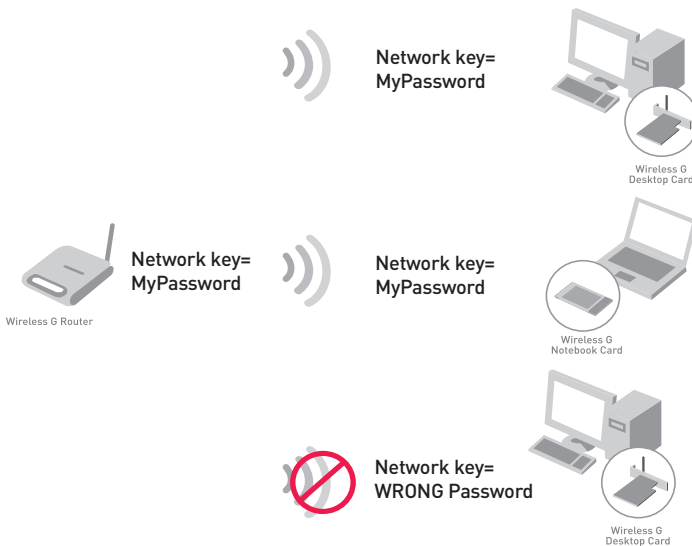 Network key=
MyPassword
Wireless G
Desktop Card
Network key=
MyPassword
Wireless G Router
Network key=
MyPassword
Wireless G
Notebook Card
Network key=
WRONG Password
Wireless G
Desktop Card